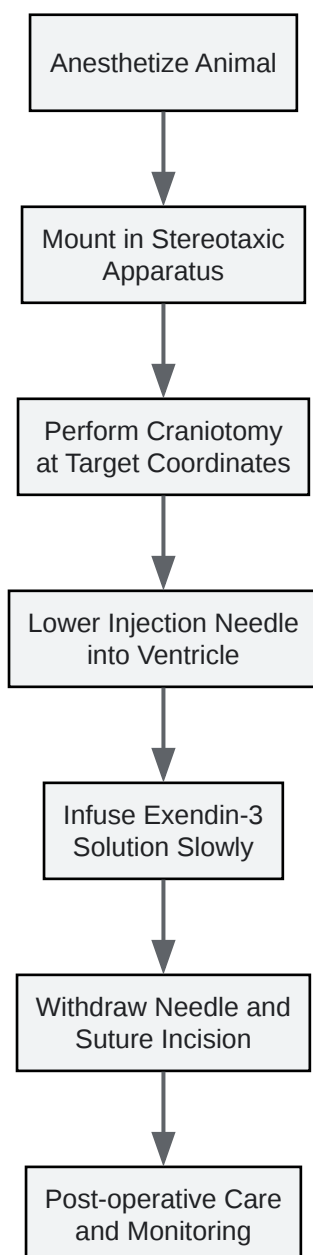 Anesthetize Animal
Mount in Stereotaxic
Apparatus
Perform Craniotomy
at Target Coordinates
Lower Injection Needle
into Ventricle
Infuse Exendin-3
Solution Slowly
Withdraw Needle and
Suture Incision
Post-operative Care
and Monitoring